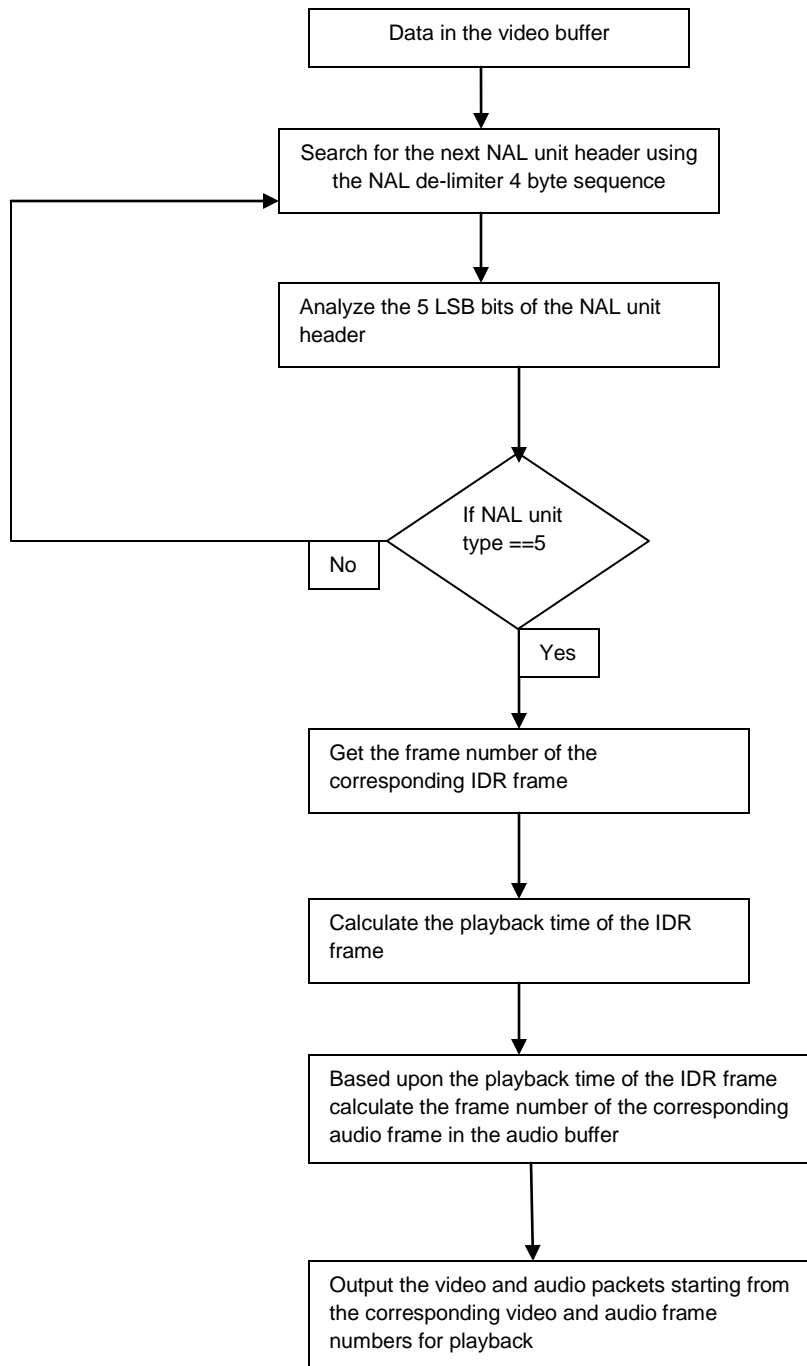 Data in the video buffer
Search for the next NAL unit header using
the NAL de-limiter 4 byte sequence
Analyze the 5 LSB bits of the NAL unit
header
If NAL unit
type ==5
No
Yes
Get the frame number of the
corresponding IDR frame
Calculate the playback time of the IDR
frame
Based upon the playback time of the IDR frame
calculate the frame number of the corresponding
audio frame in the audio buffer
Output the video and audio packets starting from
the corresponding video and audio frame
numbers for playback